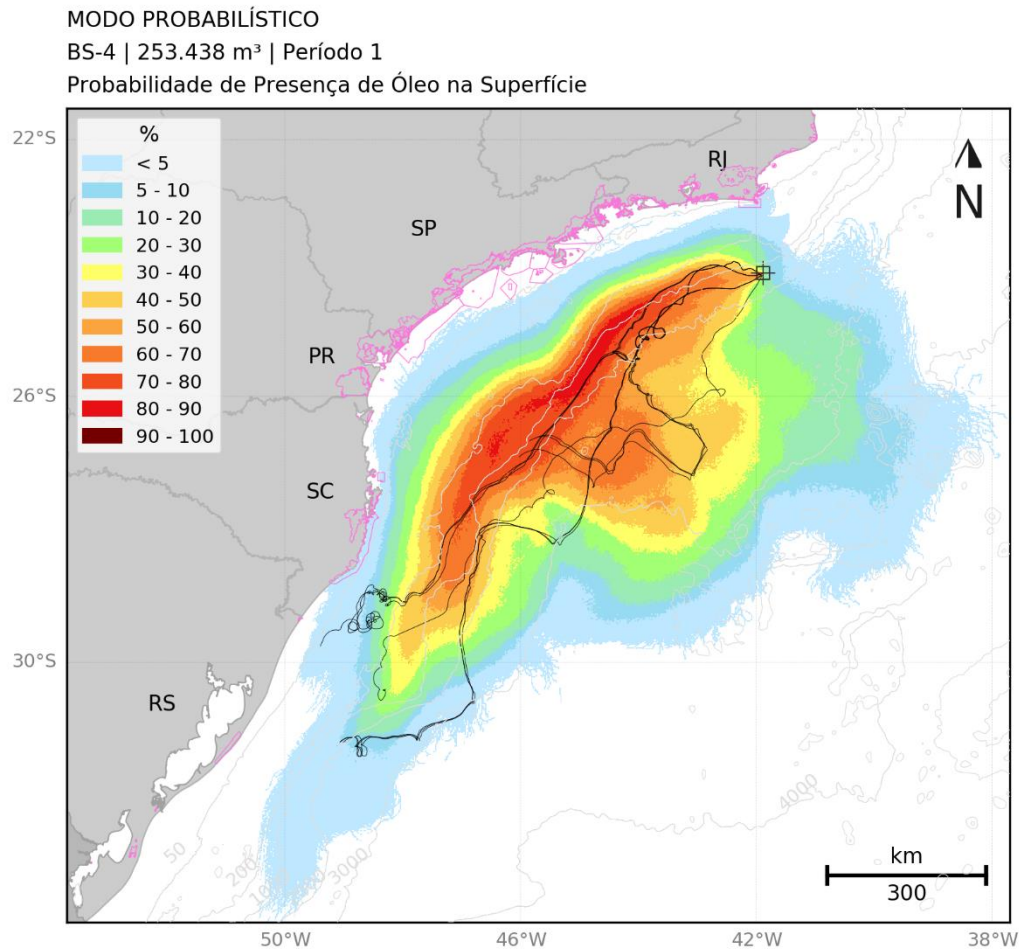 MODO PROBABILÍSTICO
BS-4 | 253.438 m³ | Período 1
Probabilidade de Presença de Óleo na Superfície
22°S
26°S
30°S
%
< 5
5 - 10
10 - 20
20 - 30
30 - 40
40 - 50
50 - 60
60 - 70
70 - 80
80 - 90
90 - 100
RJ
SP
PR
SC
RS
N
50
200
3000
4000
km
300
50°W
46°W
42°W
38°W